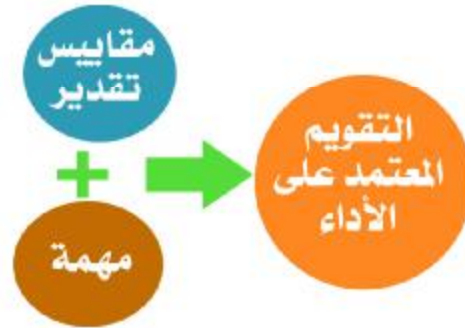 مقاييس
تقدير
+
مهمة
التقويم
المعتمد على
الأداء